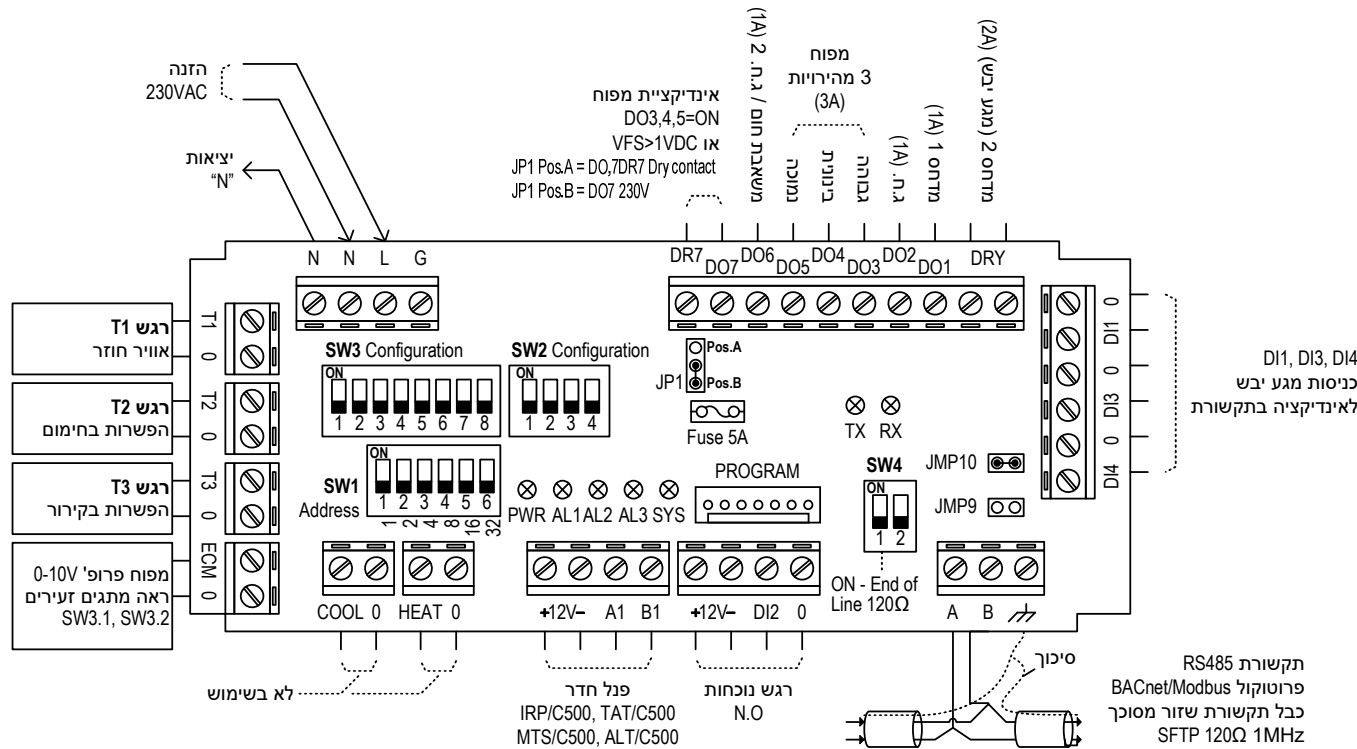 הזנה
230VAC
יציאות
"N"
אינדיקציית מפוח
DO3,4,5=ON
או VFS>1VDC
JP1 Pos.A = DO,7DR7 Dry contact
JP1 Pos.B = DO7 230V
משאבת חום / ג.ח. 2 (1A)
מפוח
3 מהירויות
(3A)
נמוכה
בינונית
גבוהה
ג.ח. (1A)
מדחס 1 (1A)
מדחס 2 (מגע יבש) (2A)
N N L G
DR7 DO7 DO6 DO5 DO4 DO3 DO2 DO1 DRY
רגש T1
אוויר חוזר
T1
0
רגש T2
הפשרות בחימום
T2
0
רגש T3
הפשרות בקירור
T3
0
מפוח פרופ' 0-10V
ראה מתגים זעירים
SW3.1, SW3.2
ECM
0
SW3 Configuration
ON
1 2 3 4 5 6 7 8
SW2 Configuration
ON
1 2 3 4
JP1
Pos.A
Pos.B
Fuse 5A
TX RX
SW1
Address
ON
1 2 3 4 5 6
1 2 4 8 16 32
PWR AL1 AL2 AL3 SYS
PROGRAM
SW4
ON
1 2
ON - End of
Line 120Ω
JMP10
JMP9
0
DI1
0
DI3
0
DI4
DI1, DI3, DI4
כניסות מגע יבש
לאינדיקציה בתקשורת
COOL 0 HEAT 0
+12V– A1 B1
+12V– DI2 0
A B
לא בשימוש
פנל חדר
IRP/C500, TAT/C500
MTS/C500, ALT/C500
רגש נוכחות
N.O
סיכוך
תקשורת RS485
פרוטוקול BACnet/Modbus
כבל תקשורת שזור מסוכך
SFTP 120Ω 1MHz